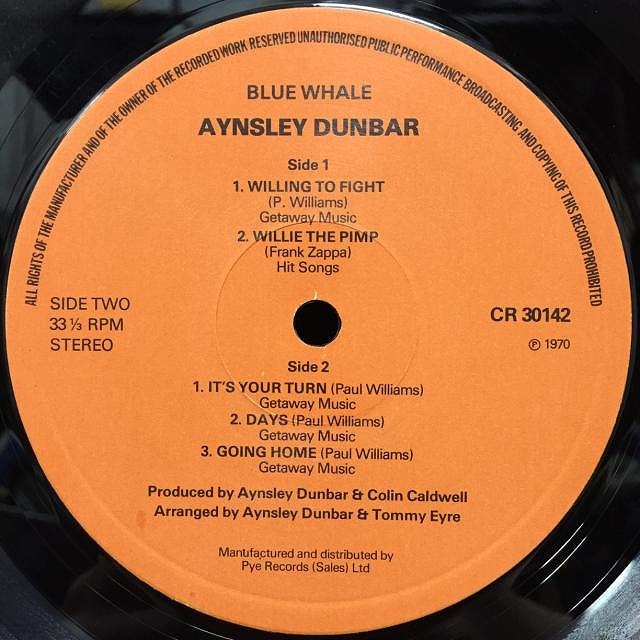 ALL RIGHTS OF THE MANUFACTURER AND OF THE OWNER OF THE RECORDED WORK RESERVED UNAUTHORISED PUBLIC PERFORMANCE BROADCASTING AND COPYING OF THIS RECORD PROHIBITED
BLUE WHALE
AYNSLEY DUNBAR
Side 1
1. WILLING TO FIGHT
(P. Williams)
Getaway Music
2. WILLIE THE PIMP
(Frank Zappa)
Hit Songs
SIDE TWO
33 ⅓ RPM
STEREO
CR 30142
℗ 1970
Side 2
1. IT'S YOUR TURN (Paul Williams)
Getaway Music
2. DAYS (Paul Williams)
Getaway Music
3. GOING HOME (Paul Williams)
Getaway Music
Produced by Aynsley Dunbar & Colin Caldwell
Arranged by Aynsley Dunbar & Tommy Eyre
Manufactured and distributed by
Pye Records (Sales) Ltd